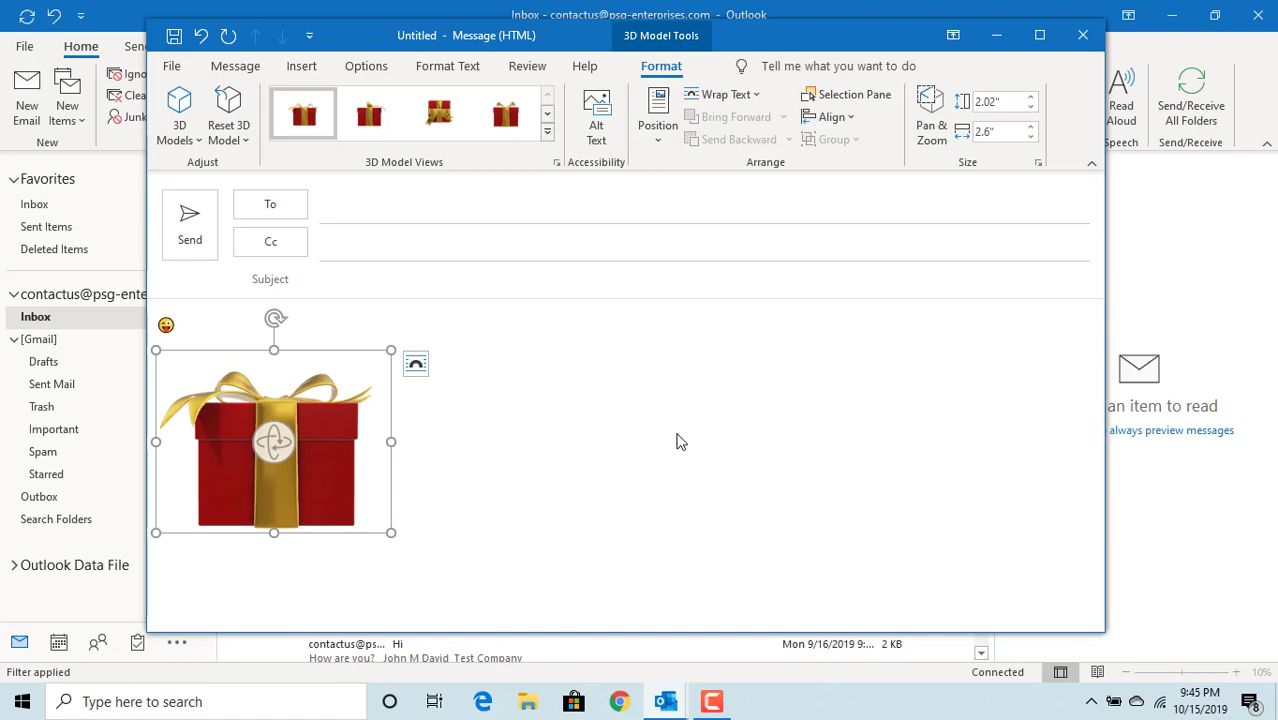 Inbox - contactus@psg-enterprises.com - Outlook
Untitled - Message (HTML)
3D Model Tools
File
Home
File
Message
Insert
Options
Format Text
Review
Help
Format
Tell me what you want to do
New
Email
New
Items
New
3D
Models
Reset 3D
Model
Adjust
3D Model Views
Alt
Text
Accessibility
Position
Wrap Text
Bring Forward
Send Backward
Selection Pane
Align
Group
Arrange
Pan &
Zoom
2.02"
2.6"
Size
Read
Aloud
Speech
Send/Receive
All Folders
Send/Receive
Favorites
Inbox
Sent Items
Deleted Items
Inbox
[Gmail]
Drafts
Sent Mail
Trash
Important
Spam
Starred
Outbox
Search Folders
Outlook Data File
Send
To
Cc
Subject
an item to read
always preview messages
contactus@ps... Hi Mon 9/16/2019 9:... 2 KB
How are you? John M David Test Company
Filter applied
Connected
10%
Type here to search
9:45 PM
10/15/2019
8